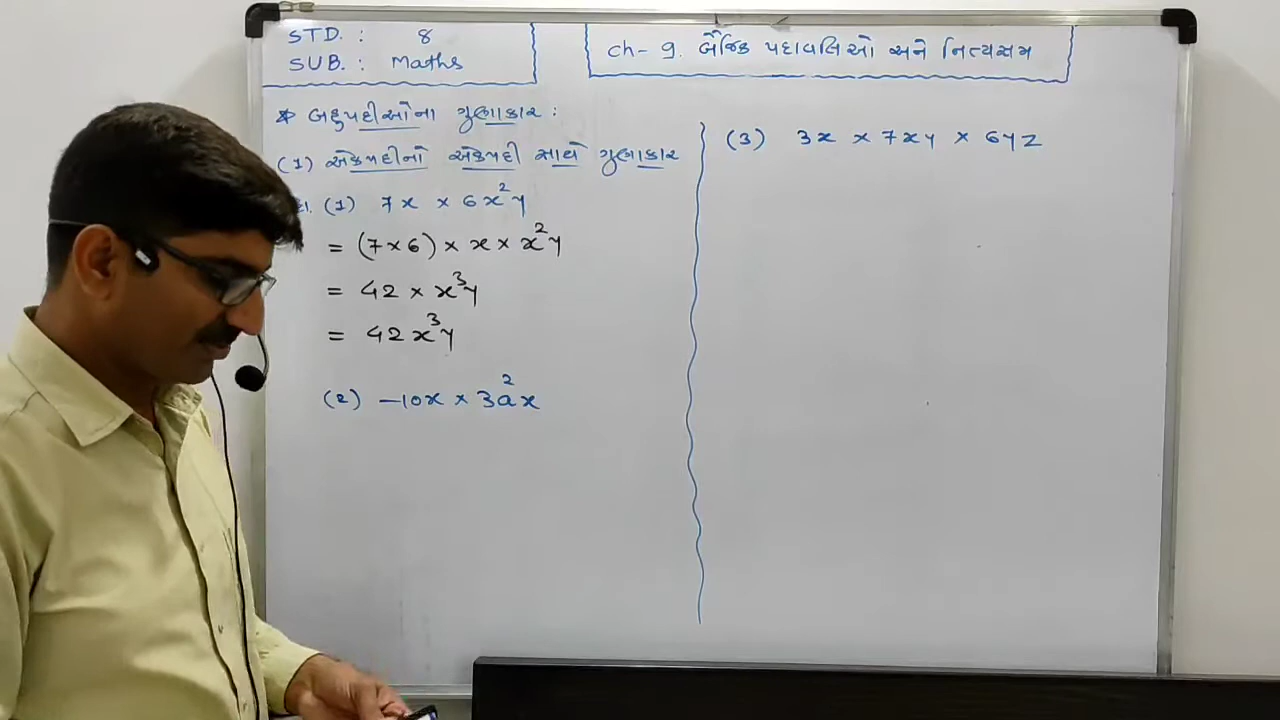 STD. : 8
SUB. : Maths
ch- 9. બૈજિક પદાવલિઓ અને નિત્યસમ
* બહુપદીઓના ગુણાકાર :
(1) એકપદીનો એકપદી સાથે ગુણાકાર
દા. (1) 7x × 6x²y
= (7×6) × x × x²y
= 42 × x³y
= 42x³y
(2) -10x × 3a²x
(3) 3x × 7xy × 6yz